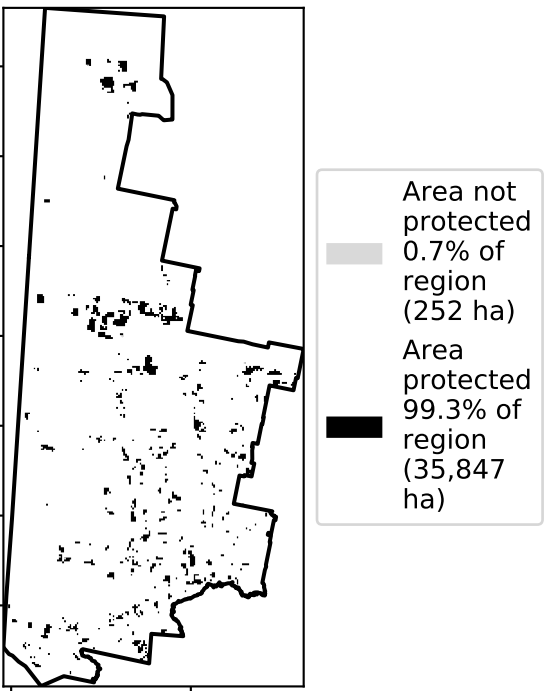 Area not
protected
0.7% of
region
(252 ha)
Area
protected
99.3% of
region
(35,847
ha)